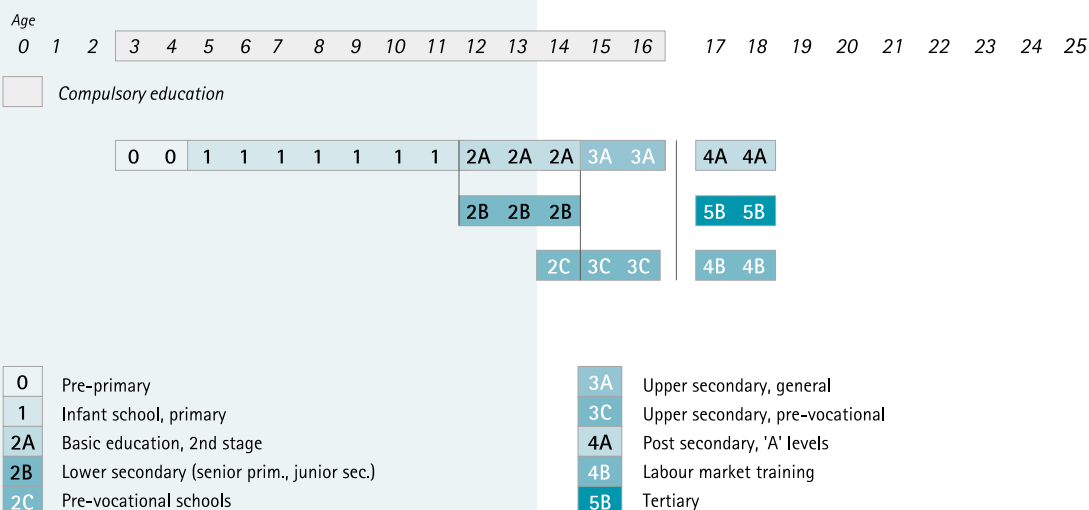 Age
0 1 2 3 4 5 6 7 8 9 10 11 12 13 14 15 16 17 18 19 20 21 22 23 24 25
Compulsory education
0 0 1 1 1 1 1 1 1 2A 2A 2A 3A 3A 4A 4A
2B 2B 2B 5B 5B
2C 3C 3C 4B 4B
0 Pre-primary
1 Infant school, primary
2A Basic education, 2nd stage
2B Lower secondary (senior prim., junior sec.)
2C Pre-vocational schools
3A Upper secondary, general
3C Upper secondary, pre-vocational
4A Post secondary, 'A' levels
4B Labour market training
5B Tertiary